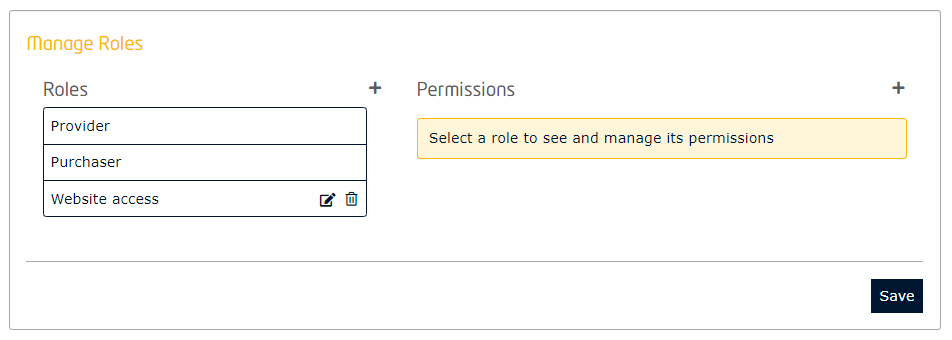 Manage Roles
Roles +
Permissions +
Provider
Purchaser
Website access
Select a role to see and manage its permissions
Save